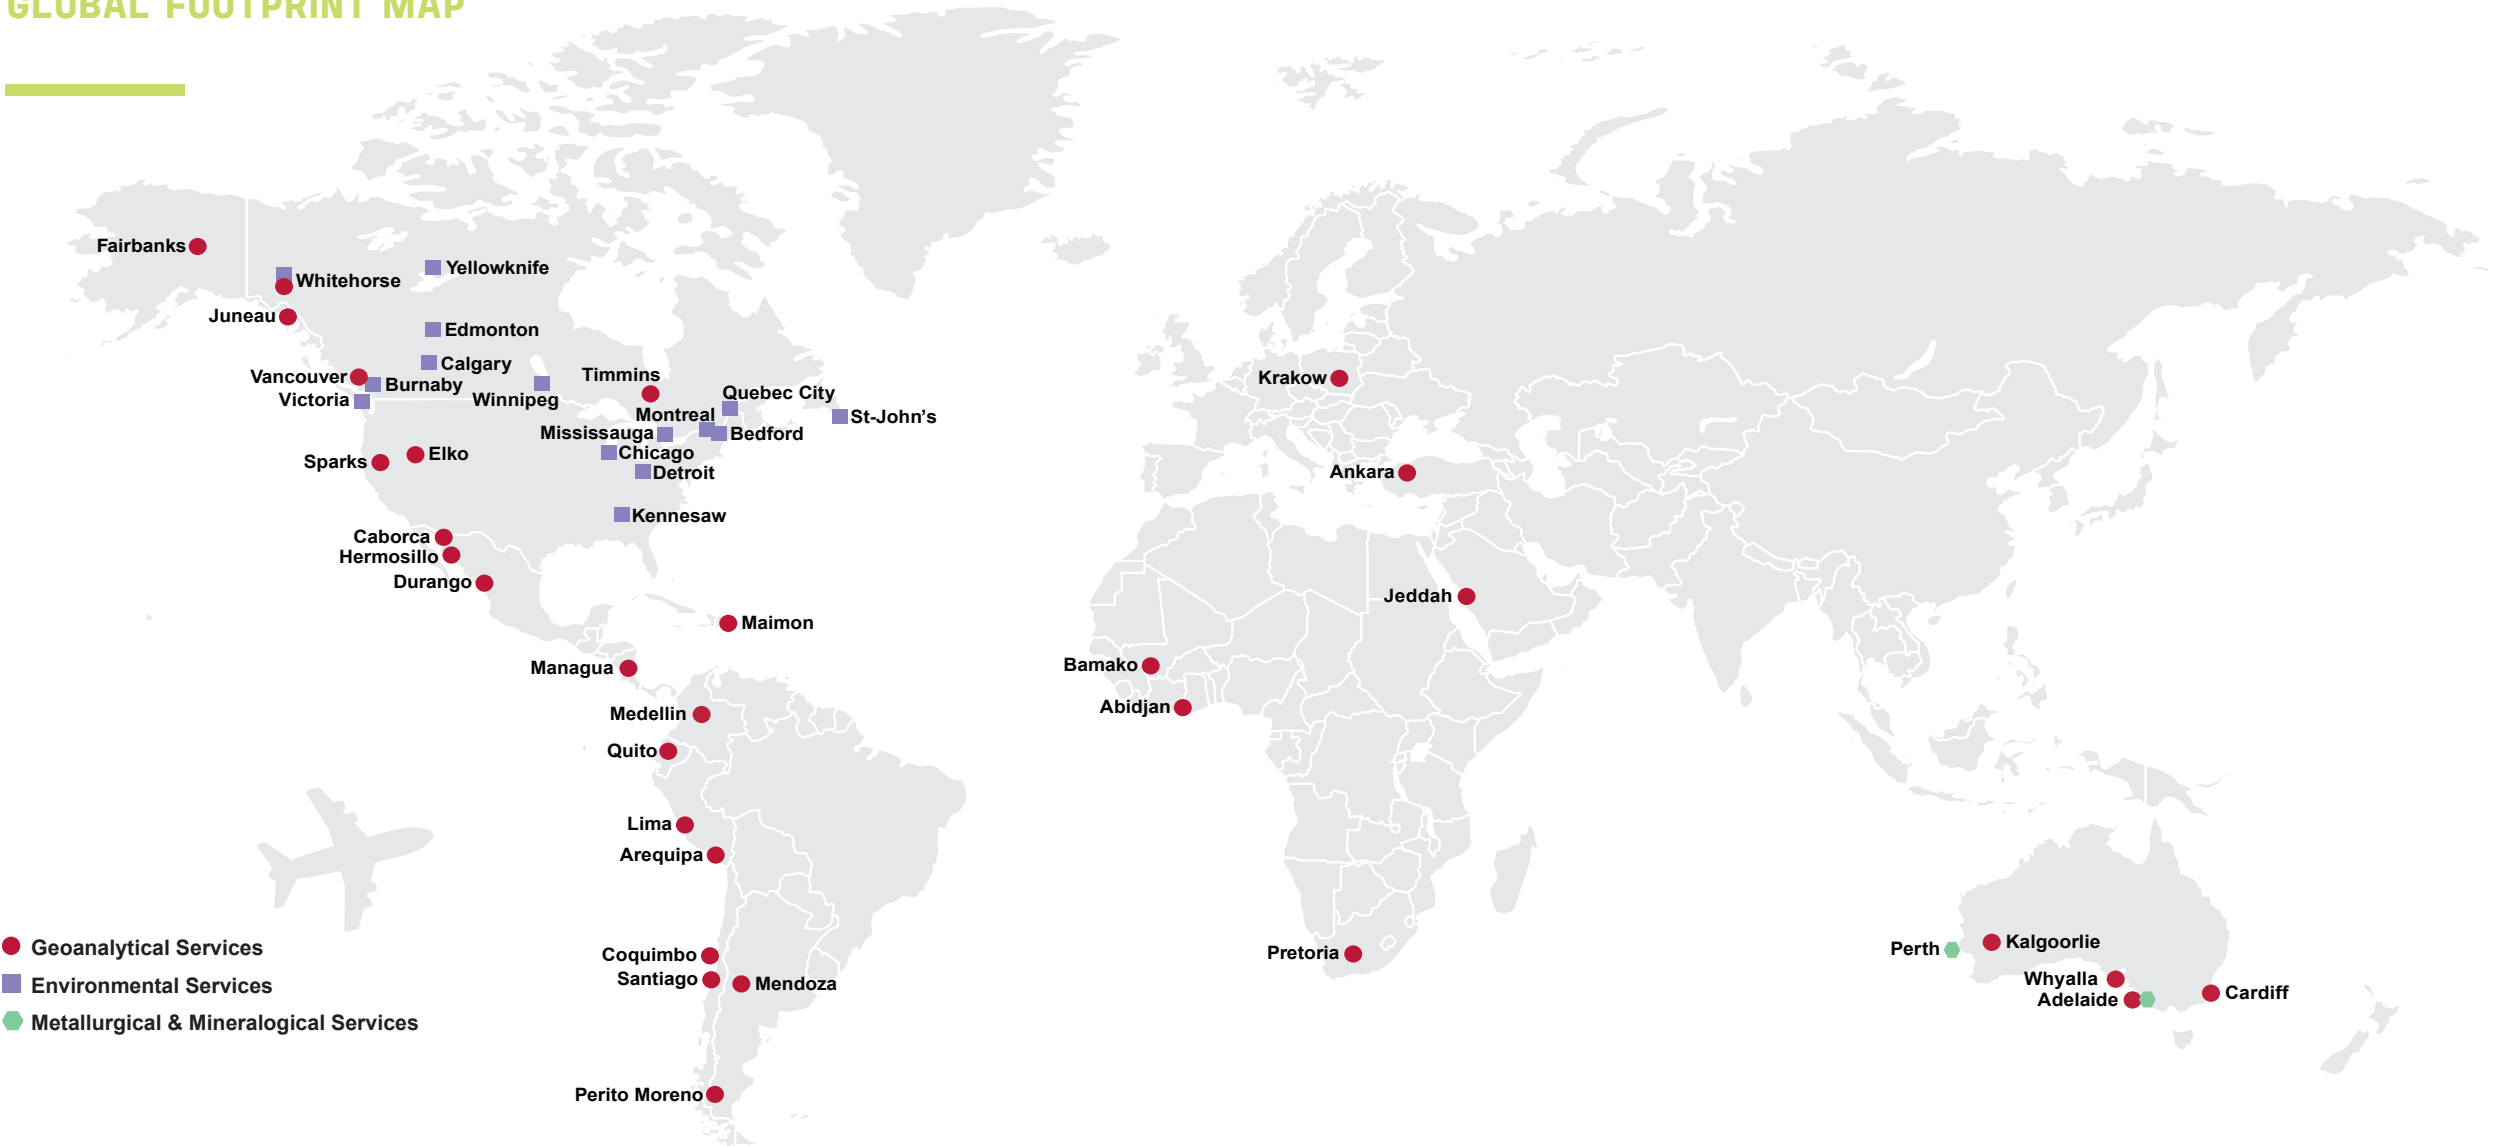 GLOBAL FOOTPRINT MAP
Fairbanks
Yellowknife
Whitehorse
Juneau
Edmonton
Calgary
Vancouver
Burnaby
Victoria
Winnipeg
Timmins
Quebec City
Montreal
St-John’s
Mississauga
Bedford
Chicago
Detroit
Sparks
Elko
Kennesaw
Caborca
Hermosillo
Durango
Maimon
Managua
Medellin
Quito
Lima
Arequipa
Coquimbo
Santiago
Mendoza
Perito Moreno
Krakow
Ankara
Jeddah
Bamako
Abidjan
Pretoria
Perth
Kalgoorlie
Whyalla
Adelaide
Cardiff
Geoanalytical Services
Environmental Services
Metallurgical & Mineralogical Services